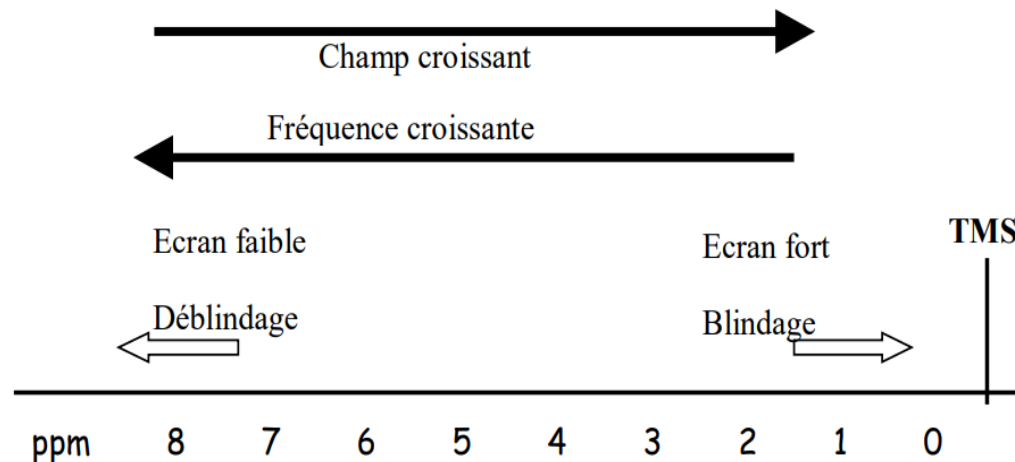 Champ croissant
Fréquence croissante
Ecran faible
Ecran fort
TMS
Déblindage
Blindage
ppm 8 7 6 5 4 3 2 1 0